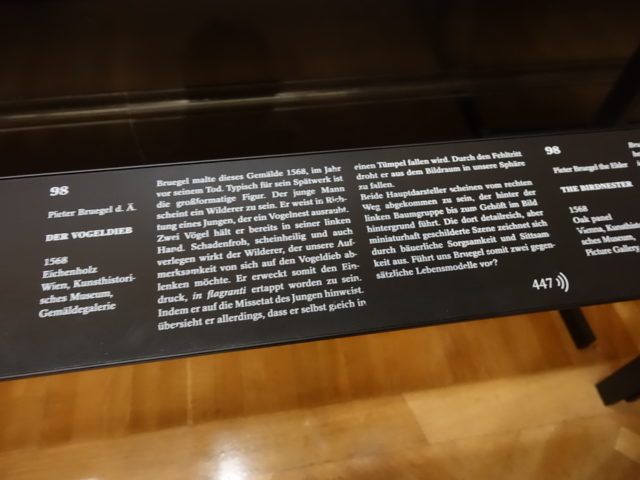 98
Pieter Bruegel d. Ä.
DER VOGELDIEB
1568
Eichenholz
Wien, Kunsthistori-
sches Museum,
Gemäldegalerie
Bruegel malte dieses Gemälde 1568, im Jahr
vor seinem Tod. Typisch für sein Spätwerk ist
die großformatige Figur. Der junge Mann
scheint ein Wilderer zu sein. Er weist in Rich-
tung eines Jungen, der ein Vogelnest ausraubt.
Zwei Vögel hält er bereits in seiner linken
Hand. Schadenfroh, scheinheilig und auch
verlegen wirkt der Wilderer, der unsere Auf-
merksamkeit von sich auf den Vogeldieb ab-
lenken möchte. Er erweckt somit den Ein-
druck, in flagranti ertappt worden zu sein.
Indem er auf die Missetat des Jungen hinweist,
übersieht er allerdings, dass er selbst gleich in
einen Tümpel fallen wird. Durch den Fehltritt
droht er aus dem Bildraum in unsere Sphäre
zu fallen.
Beide Hauptdarsteller scheinen vom rechten
Weg abgekommen zu sein, der hinter der
linken Baumgruppe bis zum Gehöft im Bild
hintergrund führt. Die dort detailreich, aber
miniaturhaft geschilderte Szene zeichnet sich
durch bäuerliche Sorgsamkeit und Sittsam
keit aus. Führt uns Bruegel somit zwei gegen-
sätzliche Lebensmodelle vor?
447
98
Pieter Bruegel the Elder
THE BIRDNESTER
1568
Oak panel
Vienna, Kunsthisto
sches Museum,
Picture Gallery